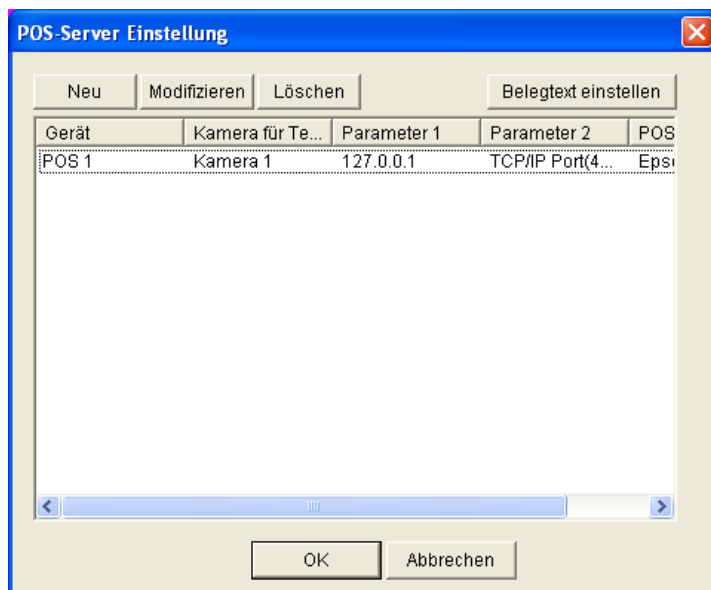 POS-Server Einstellung
Neu Modifizieren Löschen Belegtext einstellen
Gerät Kamera für Te... Parameter 1 Parameter 2 POS
POS 1 Kamera 1 127.0.0.1 TCP/IP Port(4...
OK Abbrechen